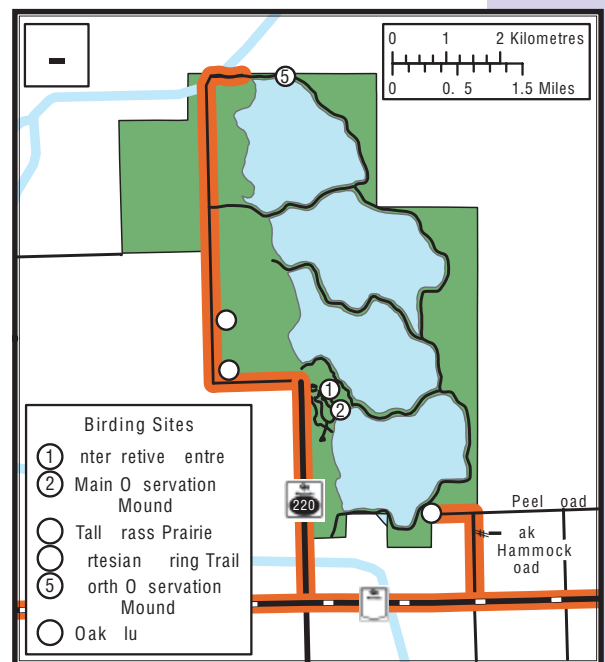 0 1 2 Kilometres
0 0. 5 1.5 Miles
5
1
2
220
Peel oad
ak
Hammock
oad
Birding Sites
1 nter retive entre
2 Main O servation
Mound
Tall rass Prairie
rtesian ring Trail
5 orth O servation
Mound
Oak lu